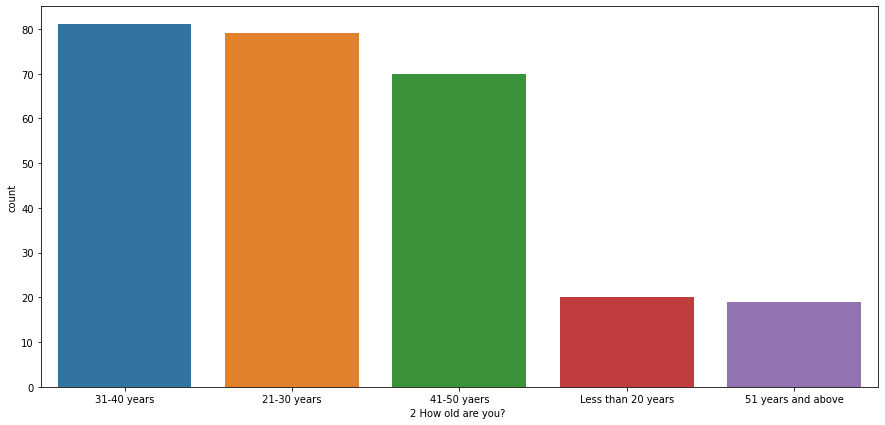 80
70
60
50
40
30
20
10
0
count
31-40 years
21-30 years
41-50 yaers
Less than 20 years
51 years and above
2 How old are you?